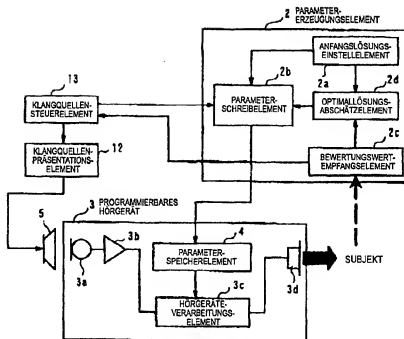 2 PARAMETER-
ERZEUGUNGSELEMENT
ANFANGSLÖSUNGS-
EINSTELLELEMENT
2a
2d
13
2b
KLANGQUELLEN-
STEUERELEMENT
PARAMETER-
SCHREIBELEMENT
OPTIMALLÖSUNGS-
ABSCHÄTZELEMENT
2c
KLANGQUELLEN-
PRÄSENTATIONS-
ELEMENT
12
BEWERTUNGSWERT-
EMPFANGSELEMENT
5
3 PROGRAMMIERBARES
HÖRGERÄT
3b
4
3a
PARAMETER-
SPEICHERELEMENT
3d
3c
SUBJEKT
HÖRGERÄTE-
VERARBEITUNGS-
ELEMENT